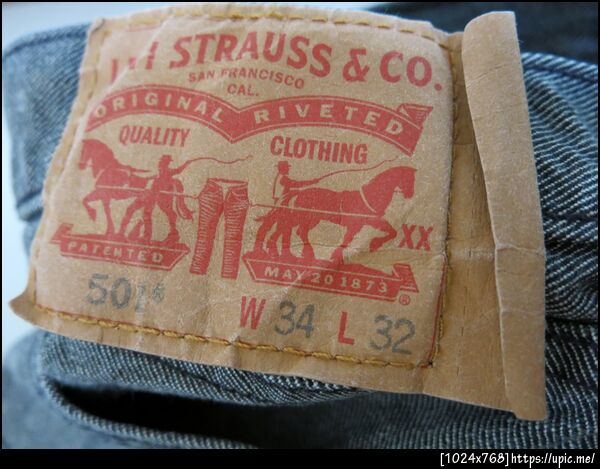 STRAUSS & CO.
SAN FRANCISCO
CAL.
ORIGINAL RIVETED
QUALITY CLOTHING
XX
PATENTED MAY 20 1873 ®
501 W 34 L 32
[1024x768]https://upic.me/